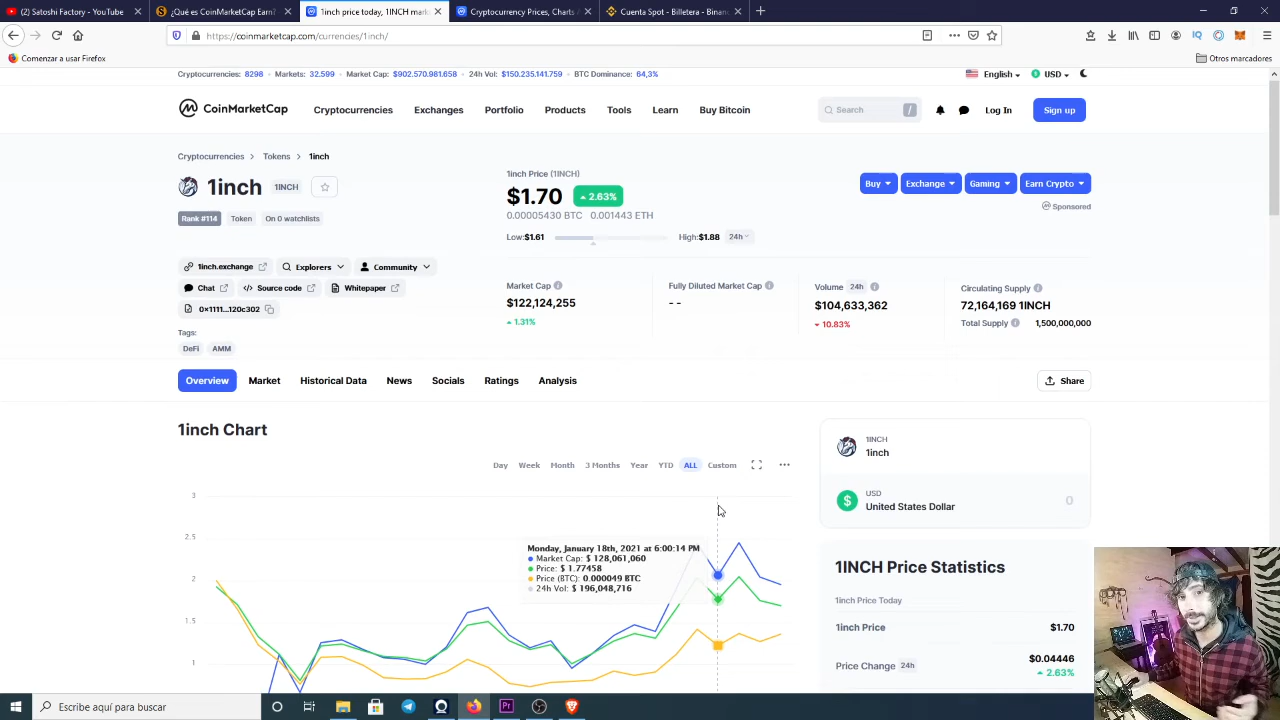 (2) Satoshi Factory - YouTube
¿Qué es CoinMarketCap Earn?
1inch price today, 1INCH mark
Cryptocurrency Prices, Charts A
Cuenta Spot - Billetera - Binanc
https://coinmarketcap.com/currencies/1inch/
Comenzar a usar Firefox
Otros marcadores
Cryptocurrencies: 8298 · Markets: 32,599 · Market Cap: $902.570.981.658 · 24h Vol: $150.235.141.759 · BTC Dominance: 64,3%
English
USD
CoinMarketCap
Cryptocurrencies
Exchanges
Portfolio
Products
Tools
Learn
Buy Bitcoin
Search /
Log In
Sign up
Cryptocurrencies > Tokens > 1inch
1inch 1INCH
Rank #114
Token
On 0 watchlists
1inch Price (1INCH)
$1.70 2.63%
0.00005430 BTC 0.001443 ETH
Low:$1.61
High:$1.88 24h
Buy
Exchange
Gaming
Earn Crypto
Sponsored
1inch.exchange
Explorers
Community
Chat
Source code
Whitepaper
0x1111...120c302
Tags:
DeFi
AMM
Market Cap
$122,124,255
1.31%
Fully Diluted Market Cap
- -
Volume 24h
$104,633,362
10.83%
Circulating Supply
72,164,169 1INCH
Total Supply 1,500,000,000
Overview
Market
Historical Data
News
Socials
Ratings
Analysis
Share
1inch Chart
Day
Week
Month
3 Months
Year
YTD
ALL
Custom
3
2.5
2
1.5
1
Monday, January 18th, 2021 at 6:00:14 PM
Market Cap: $ 128,061,060
Price: $ 1.77458
Price (BTC): 0.000049 BTC
24h Vol: $ 196,048,716
1INCH
1inch
USD
United States Dollar
0
1INCH Price Statistics
1inch Price Today
1inch Price $1.70
Price Change 24h $0.04446
2.63%
Escribe aquí para buscar